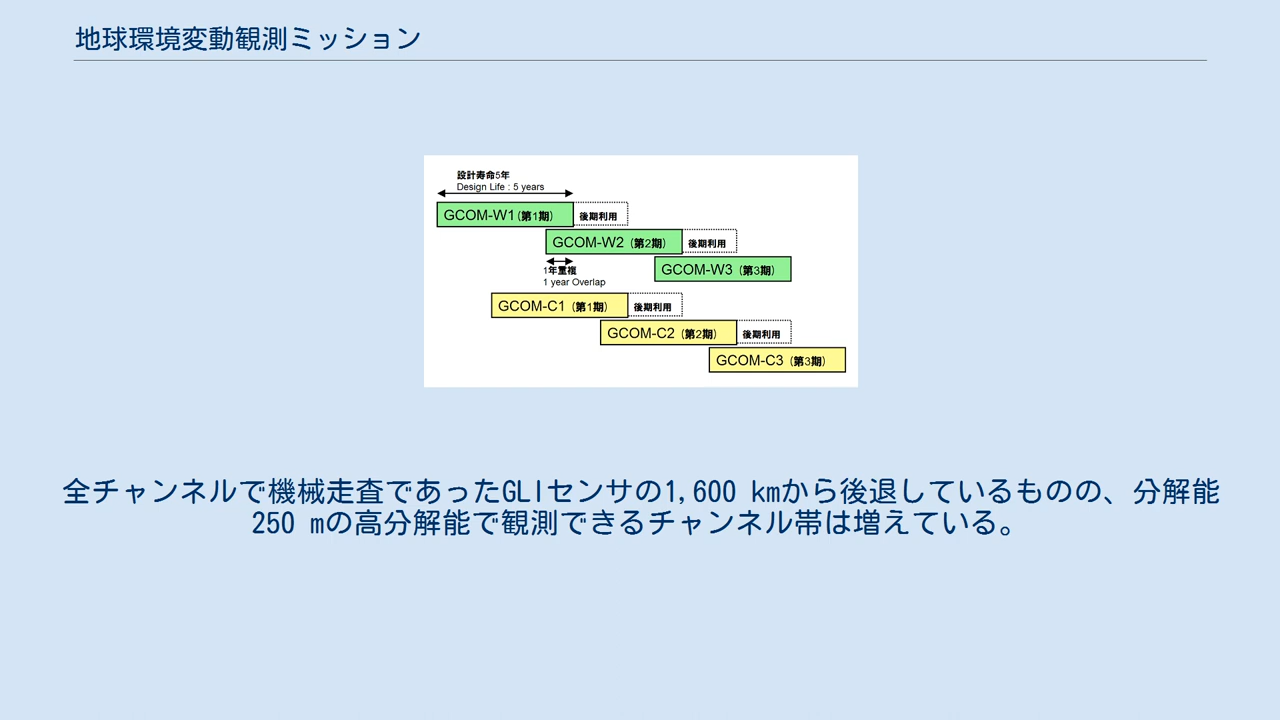 地球環境変動観測ミッション
設計寿命5年
Design Life : 5 years
GCOM-W1 (第1期)
後期利用
GCOM-W2 (第2期)
後期利用
GCOM-W3 (第3期)
1年重複
1 year Overlap
GCOM-C1 (第1期)
後期利用
GCOM-C2 (第2期)
後期利用
GCOM-C3 (第3期)
全チャンネルで機械走査であったGLIセンサの1,600 kmから後退しているものの、分解能
250 mの高分解能で観測できるチャンネル帯は増えている。